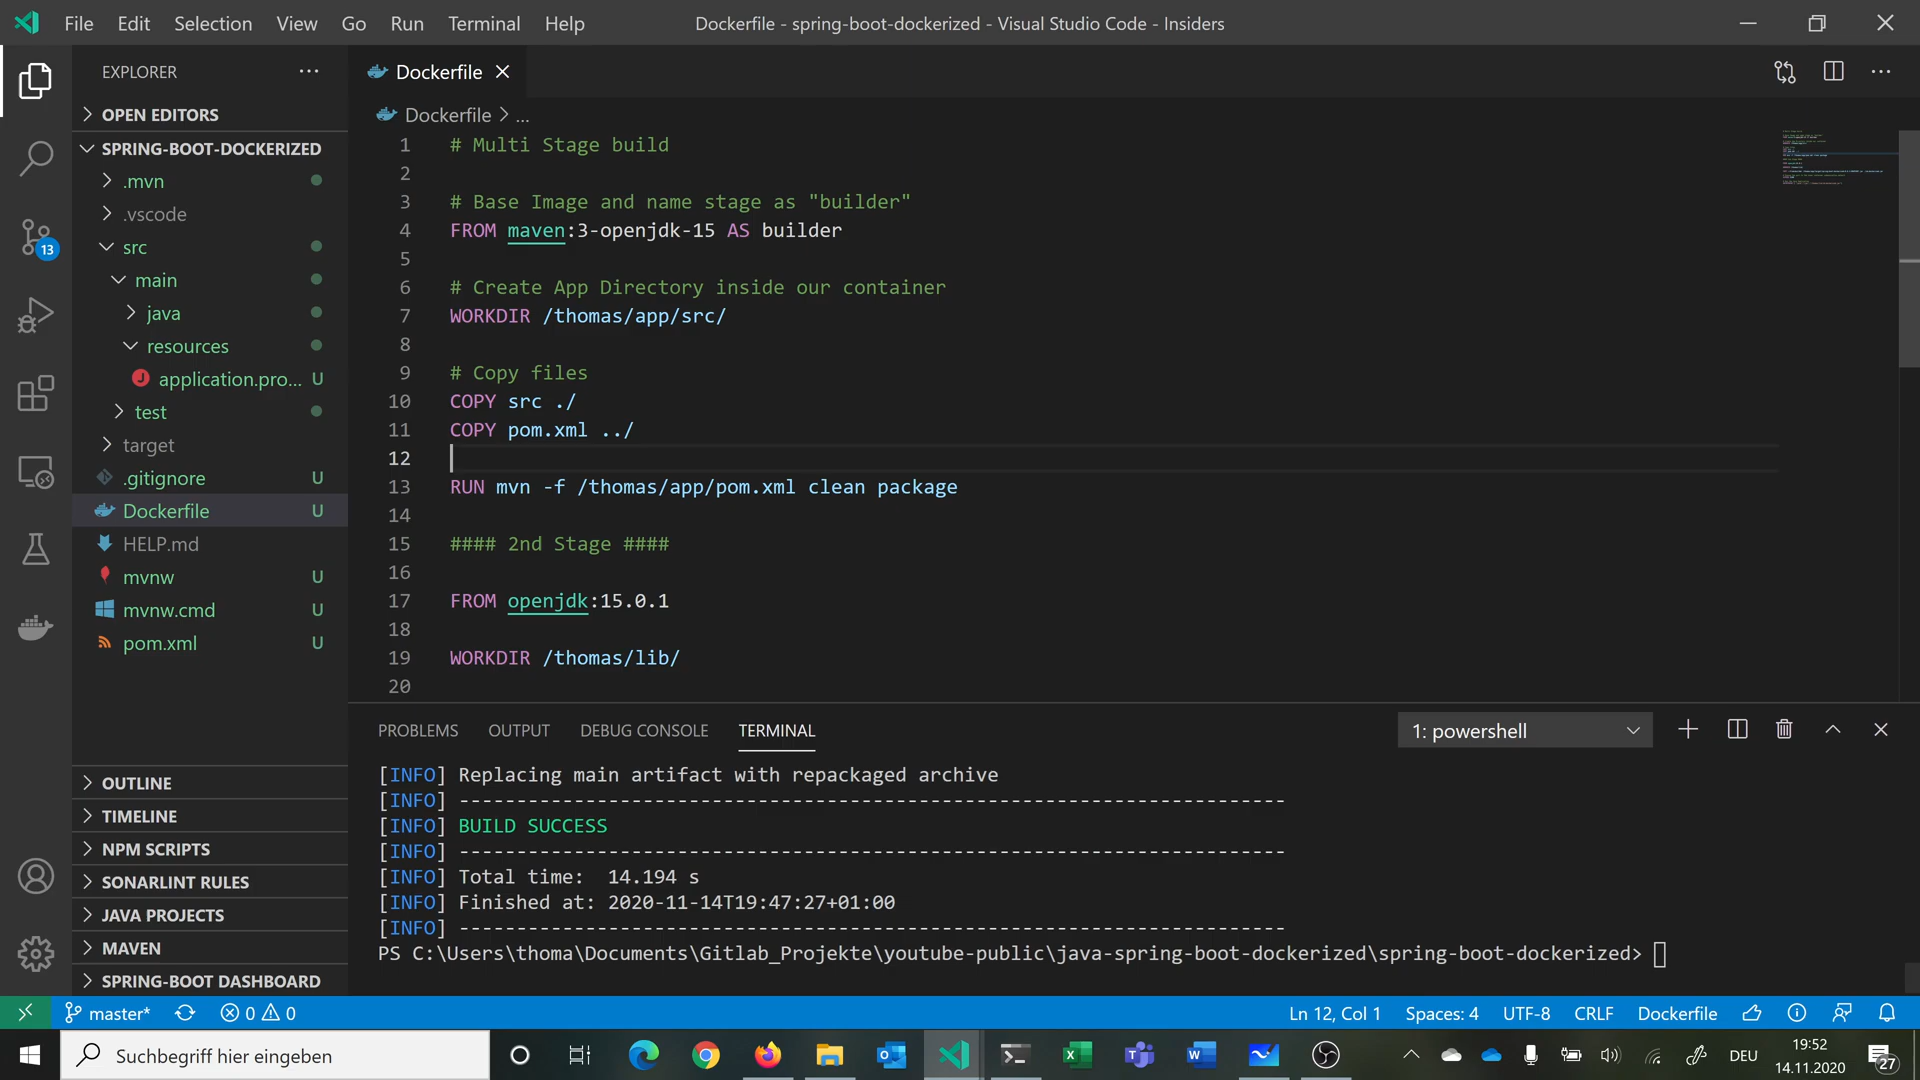 File Edit Selection View Go Run Terminal Help
Dockerfile - spring-boot-dockerized - Visual Studio Code - Insiders
EXPLORER
OPEN EDITORS
SPRING-BOOT-DOCKERIZED
.mvn
.vscode
src
main
java
resources
J application.pro... U
test
target
.gitignore U
Dockerfile U
HELP.md
mvnw U
mvnw.cmd U
pom.xml U
OUTLINE
TIMELINE
NPM SCRIPTS
SONARLINT RULES
JAVA PROJECTS
MAVEN
SPRING-BOOT DASHBOARD
13
Dockerfile
Dockerfile > ...
1 # Multi Stage build
2
3 # Base Image and name stage as "builder"
4 FROM maven:3-openjdk-15 AS builder
5
6 # Create App Directory inside our container
7 WORKDIR /thomas/app/src/
8
9 # Copy files
10 COPY src ./
11 COPY pom.xml ../
12
13 RUN mvn -f /thomas/app/pom.xml clean package
14
15 #### 2nd Stage ####
16
17 FROM openjdk:15.0.1
18
19 WORKDIR /thomas/lib/
20
PROBLEMS OUTPUT DEBUG CONSOLE TERMINAL
1: powershell
[INFO] Replacing main artifact with repackaged archive
[INFO] ------------------------------------------------------------------------
[INFO] BUILD SUCCESS
[INFO] ------------------------------------------------------------------------
[INFO] Total time:  14.194 s
[INFO] Finished at: 2020-11-14T19:47:27+01:00
[INFO] ------------------------------------------------------------------------
PS C:\Users\thoma\Documents\Gitlab_Projekte\youtube-public\java-spring-boot-dockerized\spring-boot-dockerized>
master* 0 0
Ln 12, Col 1 Spaces: 4 UTF-8 CRLF Dockerfile
Suchbegriff hier eingeben
DEU
19:52
14.11.2020
27